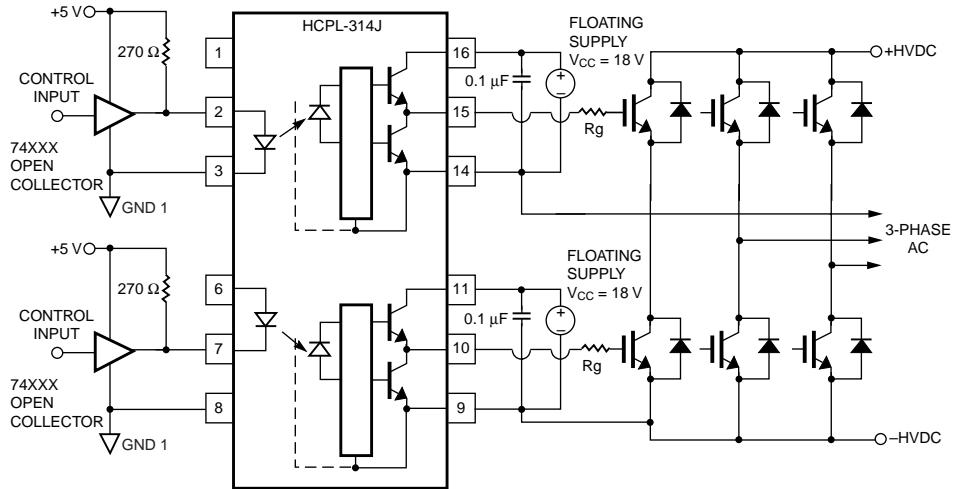 +5 V
270 Ω
CONTROL
INPUT
74XXX
OPEN
COLLECTOR
GND 1
+5 V
270 Ω
CONTROL
INPUT
74XXX
OPEN
COLLECTOR
GND 1
HCPL-314J
1
2
3
6
7
8
16
15
14
11
10
9
FLOATING
SUPPLY
VCC = 18 V
0.1 µF
+
–
Rg
FLOATING
SUPPLY
VCC = 18 V
0.1 µF
+
–
Rg
+HVDC
3-PHASE
AC
–HVDC